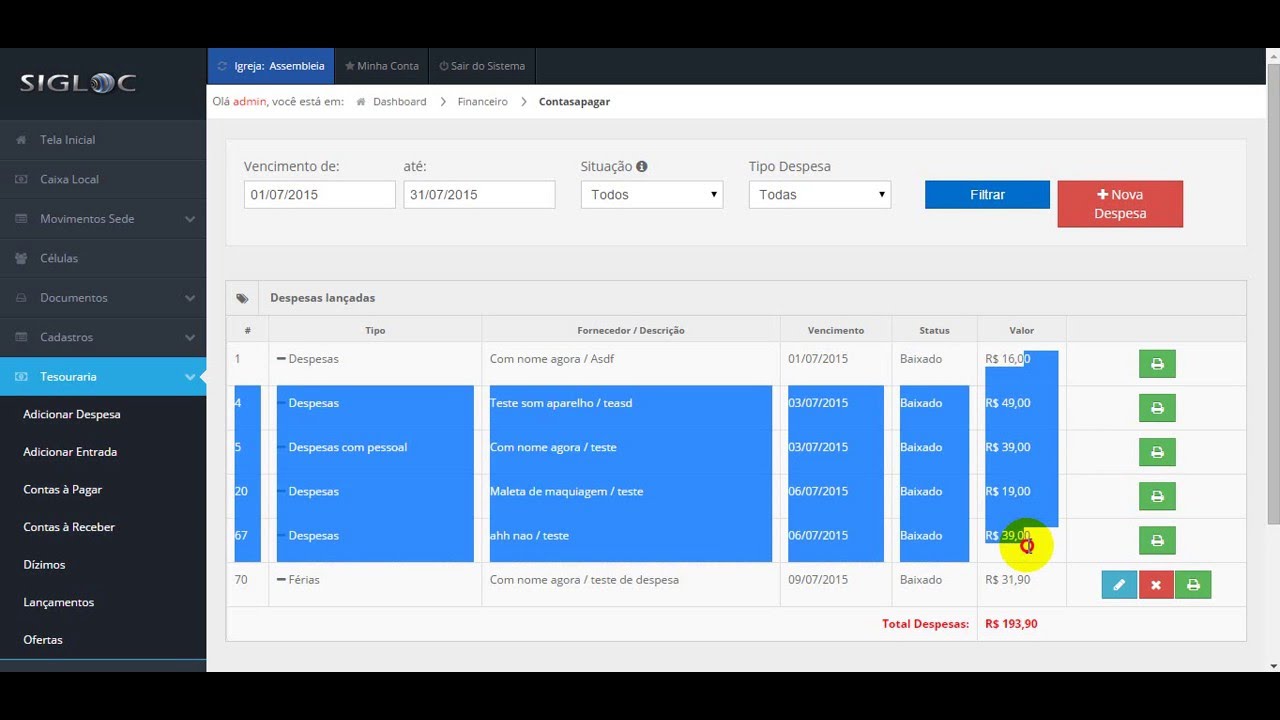 SIGLOC
Igreja: Assembleia Minha Conta Sair do Sistema
Olá admin, você está em: Dashboard Financeiro Contasapagar
Tela Inicial
Caixa Local
Movimentos Sede
Células
Documentos
Cadastros
Tesouraria
Adicionar Despesa
Adicionar Entrada
Contas à Pagar
Contas à Receber
Dízimos
Lançamentos
Ofertas
Vencimento de: até: Situação Tipo Despesa
01/07/2015 31/07/2015 Todos Todas Filtrar Nova
Despesa
Despesas lançadas
# Tipo Fornecedor / Descrição Vencimento Status Valor
1 Despesas Com nome agora / Asdf 01/07/2015 Baixado R$ 16,00
4 Despesas Teste som aparelho / teasd 03/07/2015 Baixado R$ 49,00
5 Despesas com pessoal Com nome agora / teste 03/07/2015 Baixado R$ 39,00
20 Despesas Maleta de maquiagem / teste 06/07/2015 Baixado R$ 19,00
67 Despesas ahh nao / teste 06/07/2015 Baixado R$ 39,00
70 Férias Com nome agora / teste de despesa 09/07/2015 Baixado R$ 31,90
Total Despesas: R$ 193,90